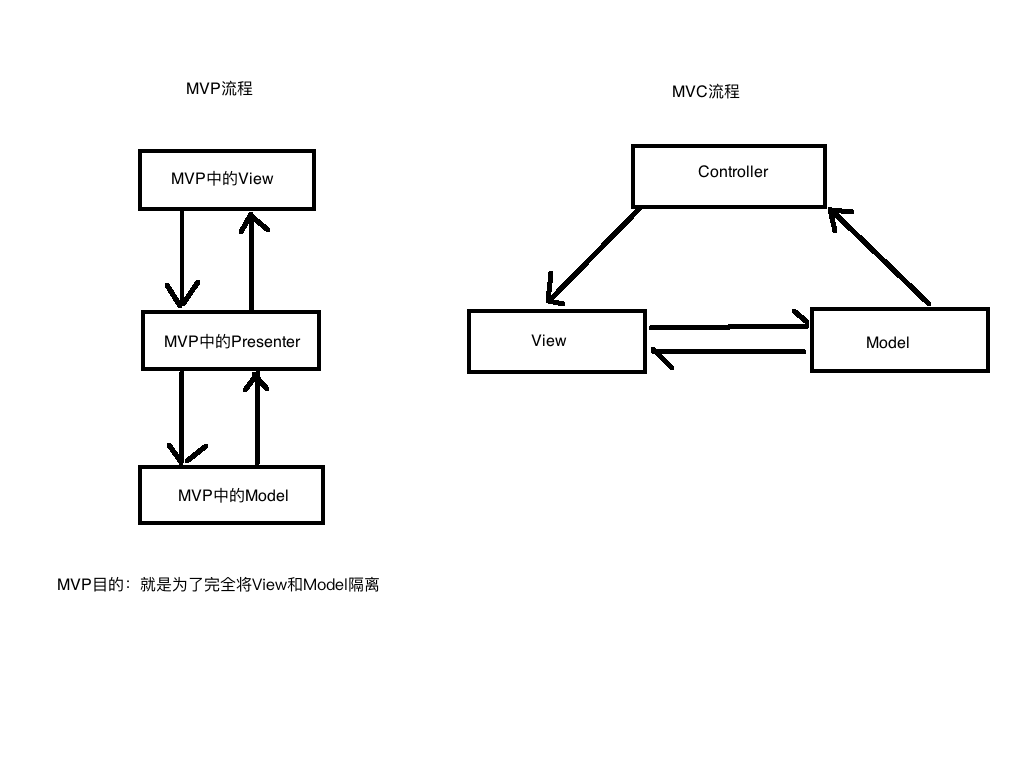 MVP流程
MVP中的View
MVP中的Presenter
MVP中的Model
MVP目的：就是为了完全将View和Model隔离
MVC流程
Controller
View
Model